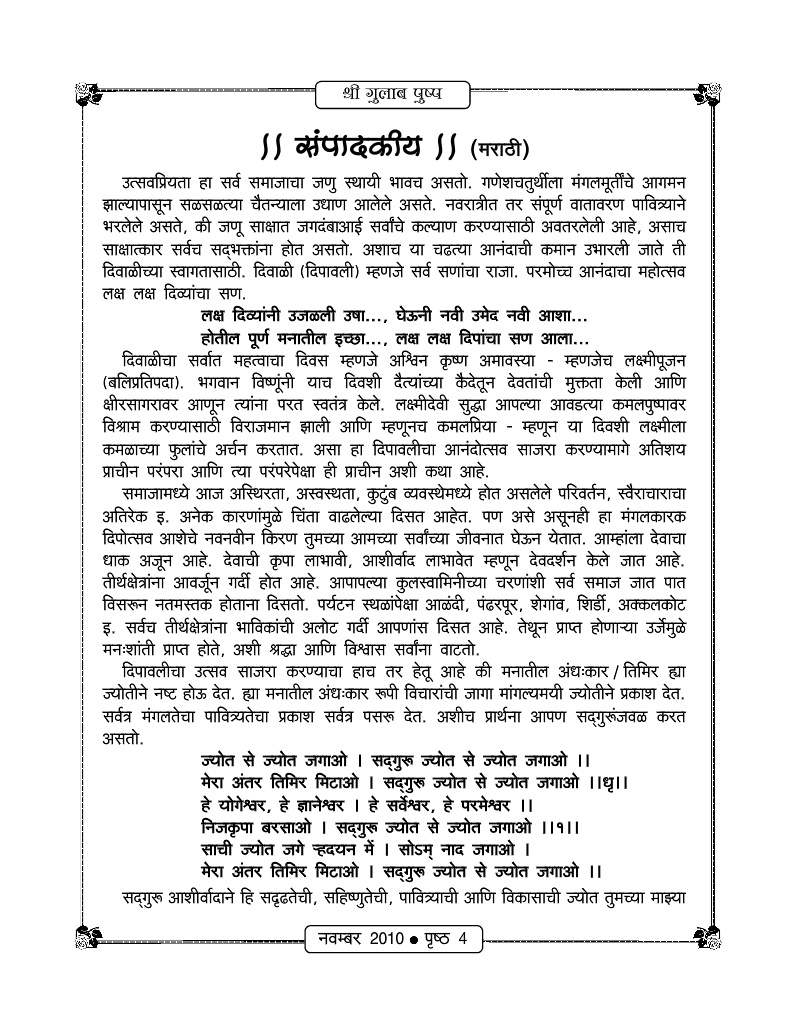 श्री गुलाब पुष्प
।। संपादकीय ।। (मराठी)
उत्सवप्रियता हा सर्व समाजाचा जणु स्थायी भावच असतो. गणेशचतुर्थीला मंगलमूर्तींचे आगमन
झाल्यापासून सळसळत्या चैतन्याला उधाण आलेले असते. नवरात्रीत तर संपूर्ण वातावरण पावित्र्याने
भरलेले असते, की जणू साक्षात जगदंबाआई सर्वांचे कल्याण करण्यासाठी अवतरलेली आहे, असाच
साक्षात्कार सर्वच सद्‌भक्तांना होत असतो. अशाच या चढत्या आनंदाची कमान उभारली जाते ती
दिवाळीच्या स्वागतासाठी. दिवाळी (दिपावली) म्हणजे सर्व सणांचा राजा. परमोच्च आनंदाचा महोत्सव
लक्ष लक्ष दिव्यांचा सण.
लक्ष दिव्यांनी उजळली उषा..., घेऊनी नवी उमेद नवी आशा...
होतील पूर्ण मनातील इच्छा..., लक्ष लक्ष दिपांचा सण आला...
दिवाळीचा सर्वात महत्वाचा दिवस म्हणजे अश्विन कृष्ण अमावस्या - म्हणजेच लक्ष्मीपूजन
(बलिप्रतिपदा). भगवान विष्णूंनी याच दिवशी दैत्यांच्या कैदेतून देवतांची मुक्तता केली आणि
क्षीरसागरावर आणून त्यांना परत स्वतंत्र केले. लक्ष्मीदेवी सुद्धा आपल्या आवडत्या कमलपुष्पावर
विश्राम करण्यासाठी विराजमान झाली आणि म्हणूनच कमलप्रिया - म्हणून या दिवशी लक्ष्मीला
कमळाच्या फुलांचे अर्चन करतात. असा हा दिपावलीचा आनंदोत्सव साजरा करण्यामागे अतिशय
प्राचीन परंपरा आणि त्या परंपरेपेक्षा ही प्राचीन अशी कथा आहे.
समाजामध्ये आज अस्थिरता, अस्वस्थता, कुटुंब व्यवस्थेमध्ये होत असलेले परिवर्तन, स्वैराचाराचा
अतिरेक इ. अनेक कारणांमुळे चिंता वाढलेल्या दिसत आहेत. पण असे असूनही हा मंगलकारक
दिपोत्सव आशेचे नवनवीन किरण तुमच्या आमच्या सर्वांच्या जीवनात घेऊन येतात. आम्हांला देवाचा
धाक अजून आहे. देवाची कृपा लाभावी, आशीर्वाद लाभावेत म्हणून देवदर्शन केले जात आहे.
तीर्थक्षेत्रांना आवर्जून गर्दी होत आहे. आपापल्या कुलस्वामिनीच्या चरणांशी सर्व समाज जात पात
विसरून नतमस्तक होताना दिसतो. पर्यटन स्थळांपेक्षा आळंदी, पंढरपूर, शेगांव, शिर्डी, अक्कलकोट
इ. सर्वच तीर्थक्षेत्रांना भाविकांची अलोट गर्दी आपणांस दिसत आहे. तेथून प्राप्त होणाऱ्या उर्जेमुळे
मनःशांती प्राप्त होते, अशी श्रद्धा आणि विश्वास सर्वांना वाटतो.
दिपावलीचा उत्सव साजरा करण्याचा हाच तर हेतू आहे की मनातील अंधःकार / तिमिर ह्या
ज्योतीने नष्ट होऊ देत. ह्या मनातील अंधःकार रूपी विचारांची जागा मांगल्यमयी ज्योतीने प्रकाश देत.
सर्वत्र मंगलतेचा पावित्र्यतेचा प्रकाश सर्वत्र पसरू देत. अशीच प्रार्थना आपण सद्‌गुरूंजवळ करत
असतो.
ज्योत से ज्योत जगाओ । सद्‌गुरू ज्योत से ज्योत जगाओ ।।
मेरा अंतर तिमिर मिटाओ । सद्‌गुरू ज्योत से ज्योत जगाओ ।।धृ।।
हे योगेश्वर, हे ज्ञानेश्वर । हे सर्वेश्वर, हे परमेश्वर ।।
निजकृपा बरसाओ । सद्‌गुरू ज्योत से ज्योत जगाओ ।।१।।
साची ज्योत जगे ऱ्हदयन में । सोऽम् नाद जगाओ ।
मेरा अंतर तिमिर मिटाओ । सद्‌गुरू ज्योत से ज्योत जगाओ ।।
सद्‌गुरू आशीर्वादाने हि सदृढतेची, सहिष्णुतेची, पावित्र्याची आणि विकासाची ज्योत तुमच्या माझ्या
नवम्बर 2010 ● पृष्ठ 4